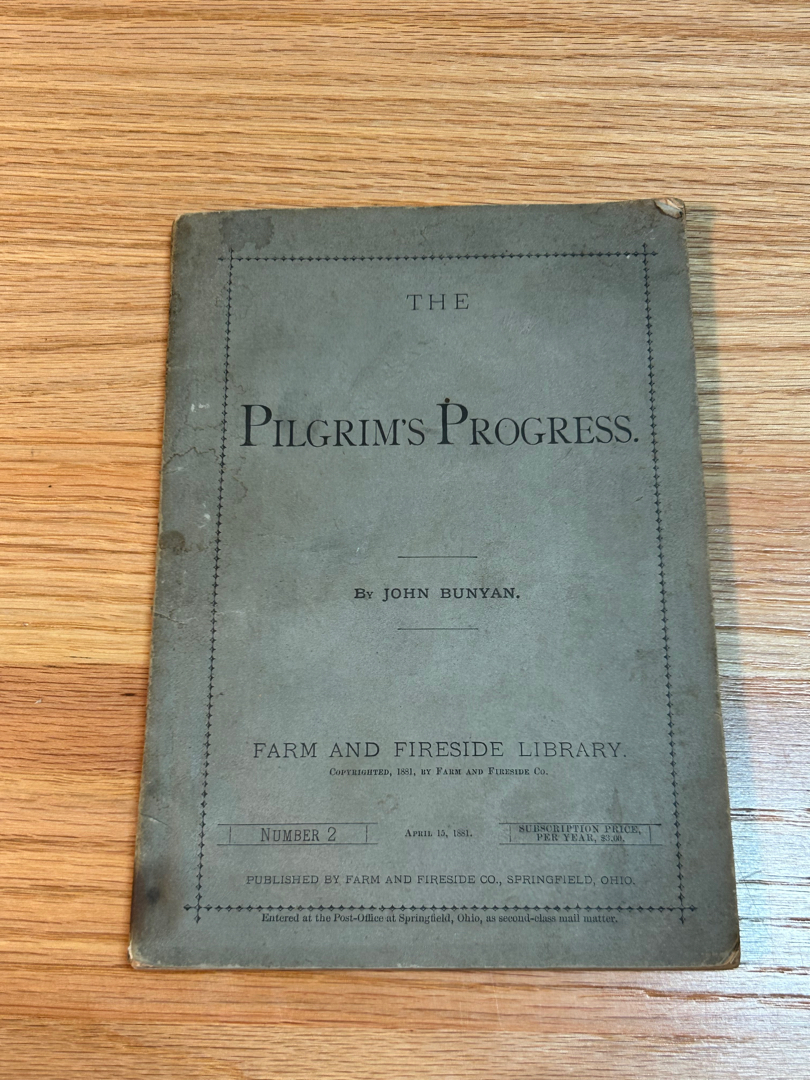 THE
PILGRIM'S PROGRESS.
BY JOHN BUNYAN.
FARM AND FIRESIDE LIBRARY.
COPYRIGHTED, 1881, BY FARM AND FIRESIDE CO.
NUMBER 2
APRIL 15, 1881.
SUBSCRIPTION PRICE,
PER YEAR, $3.00.
PUBLISHED BY FARM AND FIRESIDE CO., SPRINGFIELD, OHIO.
Entered at the Post-Office at Springfield, Ohio, as second-class mail matter.